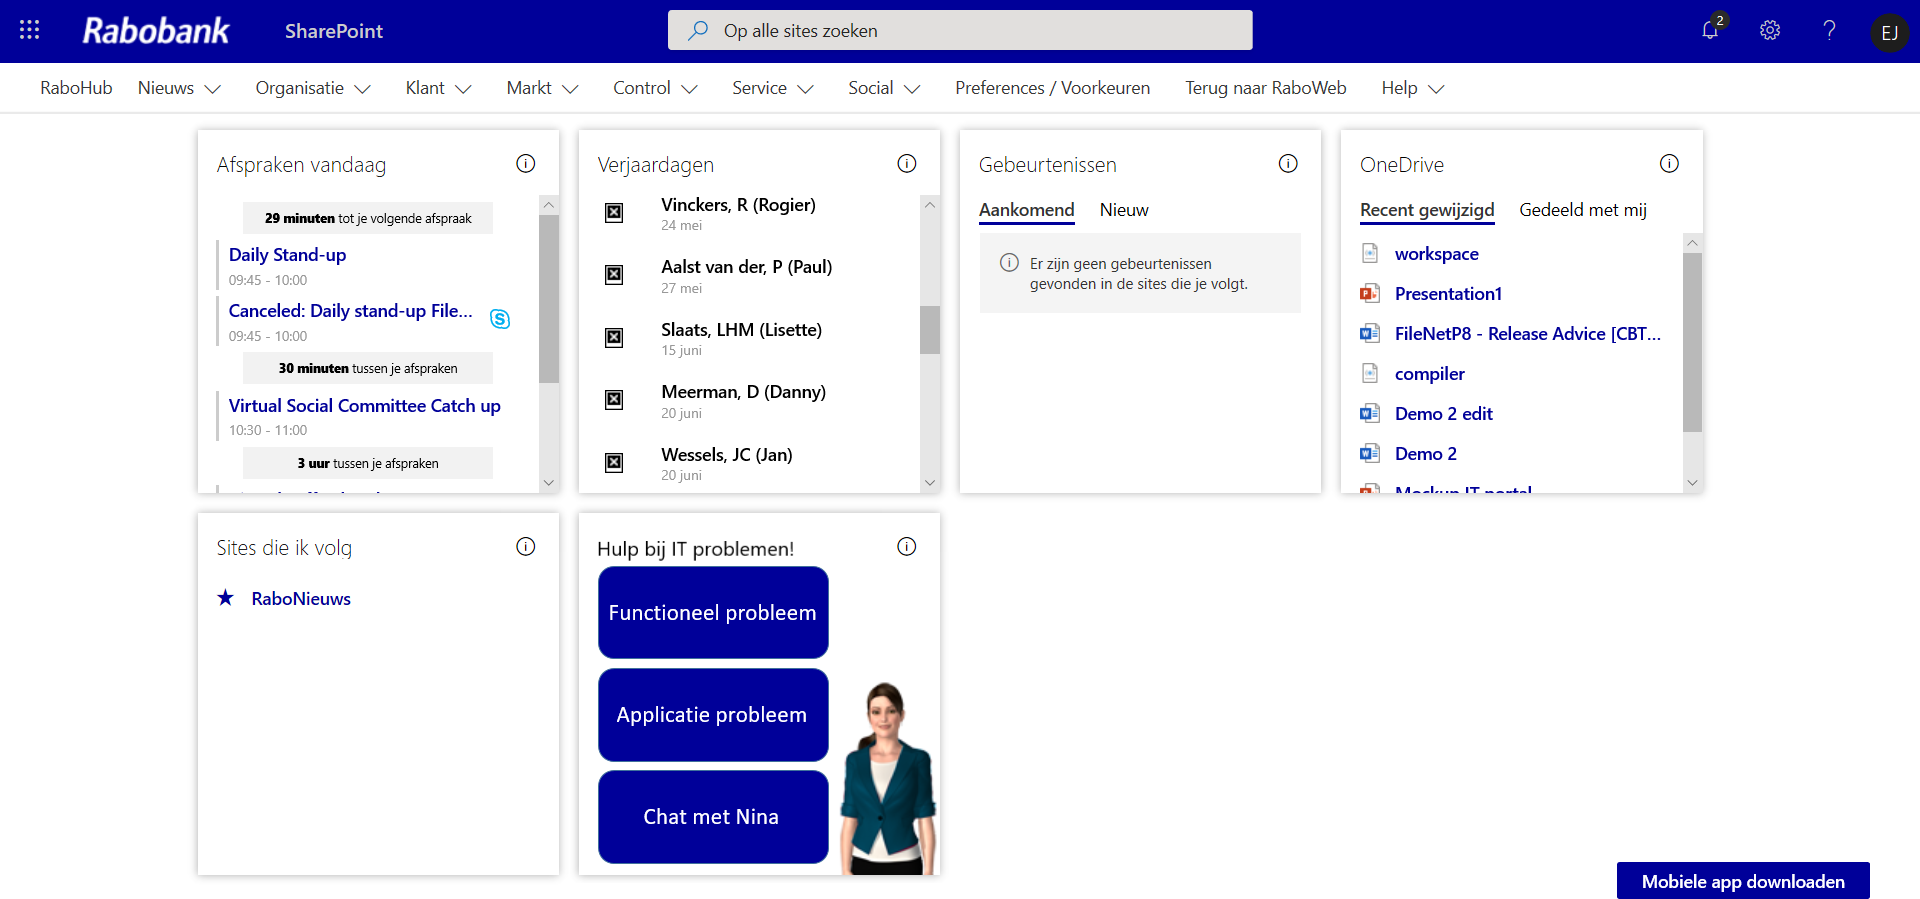 Rabobank
SharePoint
Op alle sites zoeken
2
EJ
RaboHub
Nieuws
Organisatie
Klant
Markt
Control
Service
Social
Preferences / Voorkeuren
Terug naar RaboWeb
Help
Afspraken vandaag
29 minuten tot je volgende afspraak
Daily Stand-up
09:45 - 10:00
Canceled: Daily stand-up File...
09:45 - 10:00
30 minuten tussen je afspraken
Virtual Social Committee Catch up
10:30 - 11:00
3 uur tussen je afspraken
Verjaardagen
Vinckers, R (Rogier)
24 mei
Aalst van der, P (Paul)
27 mei
Slaats, LHM (Lisette)
15 juni
Meerman, D (Danny)
20 juni
Wessels, JC (Jan)
20 juni
Gebeurtenissen
Aankomend
Nieuw
Er zijn geen gebeurtenissen
gevonden in de sites die je volgt.
OneDrive
Recent gewijzigd
Gedeeld met mij
workspace
Presentation1
FileNetP8 - Release Advice [CBT...
compiler
Demo 2 edit
Demo 2
Mockup IT portal
Sites die ik volg
RaboNieuws
Hulp bij IT problemen!
Functioneel probleem
Applicatie probleem
Chat met Nina
Mobiele app downloaden